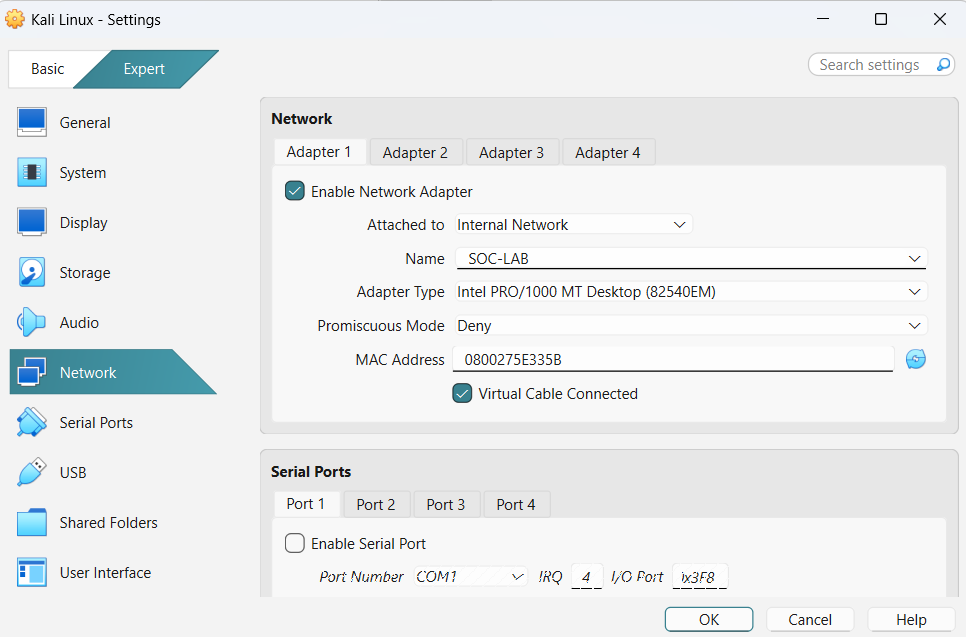 Kali Linux - Settings
Basic
Expert
Search settings
General
System
Display
Storage
Audio
Network
Serial Ports
USB
Shared Folders
User Interface
Network
Adapter 1
Adapter 2
Adapter 3
Adapter 4
Enable Network Adapter
Attached to Internal Network
Name SOC-LAB
Adapter Type Intel PRO/1000 MT Desktop (82540EM)
Promiscuous Mode Deny
MAC Address 0800275E335B
Virtual Cable Connected
Serial Ports
Port 1
Port 2
Port 3
Port 4
Enable Serial Port
Port Number COM1 IRQ 4 I/O Port x3F8
OK
Cancel
Help